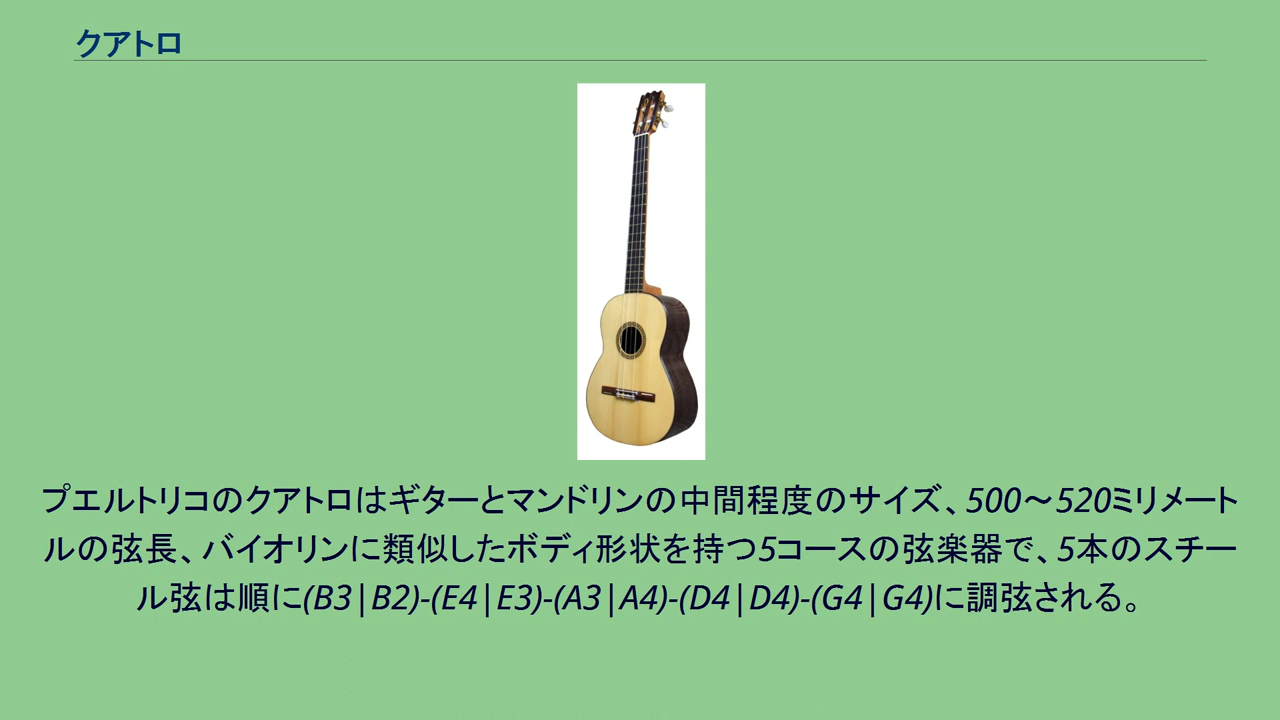 クアトロ
プエルトリコのクアトロはギターとマンドリンの中間程度のサイズ、500～520ミリメート
ルの弦長、バイオリンに類似したボディ形状を持つ5コースの弦楽器で、5本のスチー
ル弦は順に(B3|B2)-(E4|E3)-(A3|A4)-(D4|D4)-(G4|G4)に調弦される。